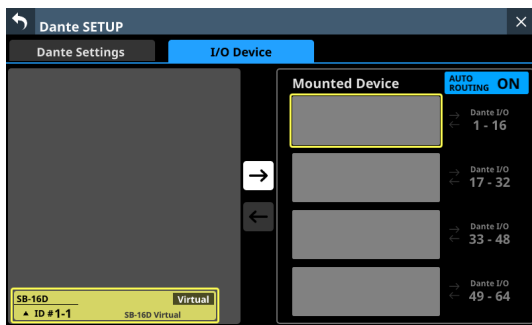 Dante SETUP
Dante Settings
I/O Device
Mounted Device
AUTO ROUTING ON
Dante I/O
1 - 16
Dante I/O
17 - 32
Dante I/O
33 - 48
Dante I/O
49 - 64
SB-16D
Virtual
▲ ID #1-1
SB-16D Virtual